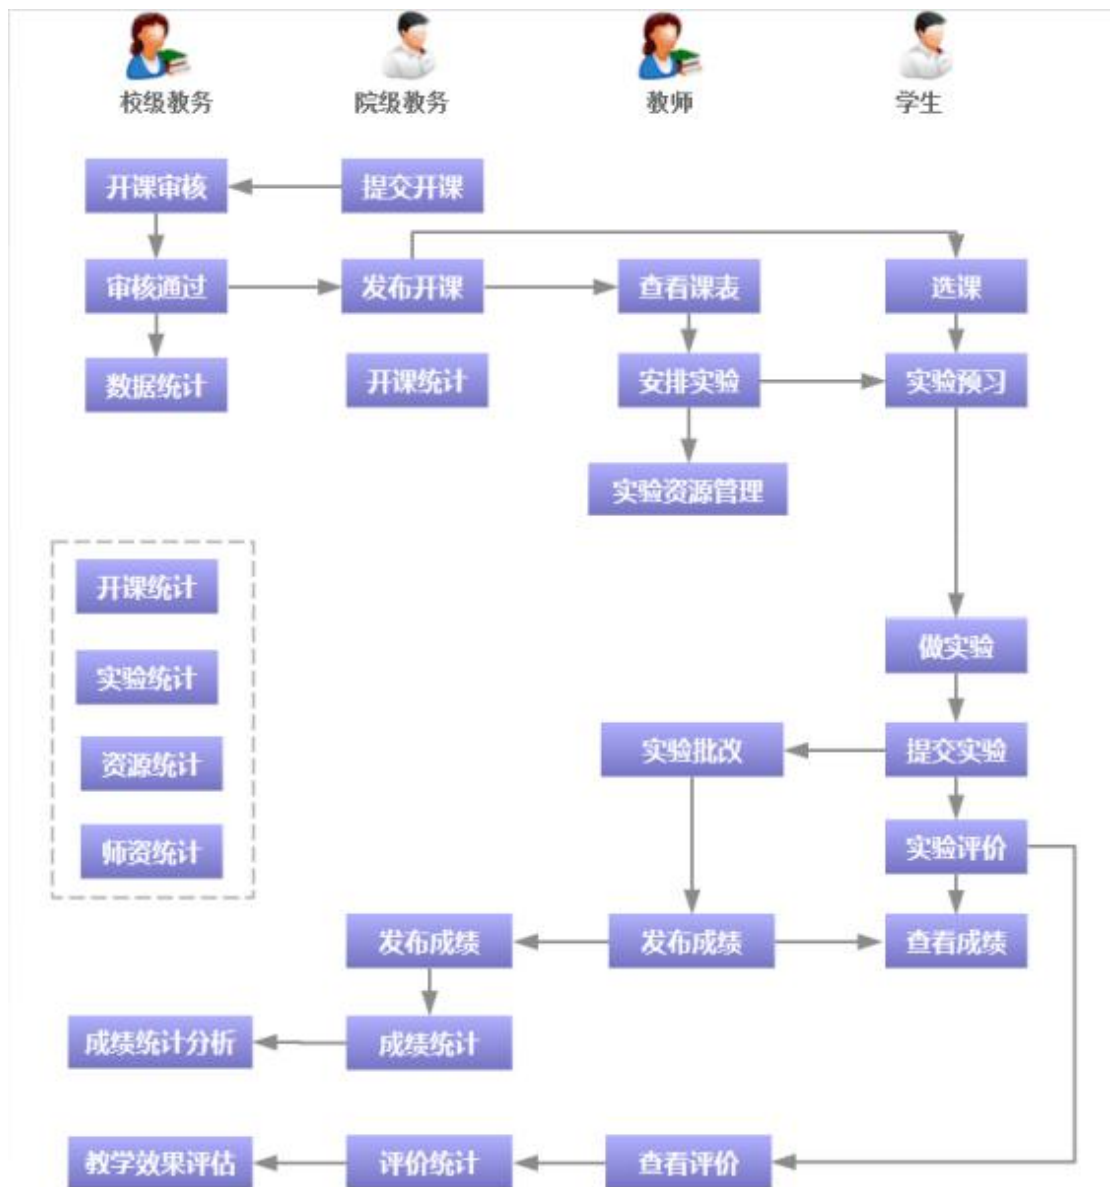 校级教务
院级教务
教师
学生
开课审核
提交开课
审核通过
发布开课
查看课表
选课
数据统计
开课统计
安排实验
实验预习
实验资源管理
开课统计
做实验
实验统计
实验批改
提交实验
资源统计
师资统计
实验评价
发布成绩
发布成绩
查看成绩
成绩统计分析
成绩统计
教学效果评估
评价统计
查看评价